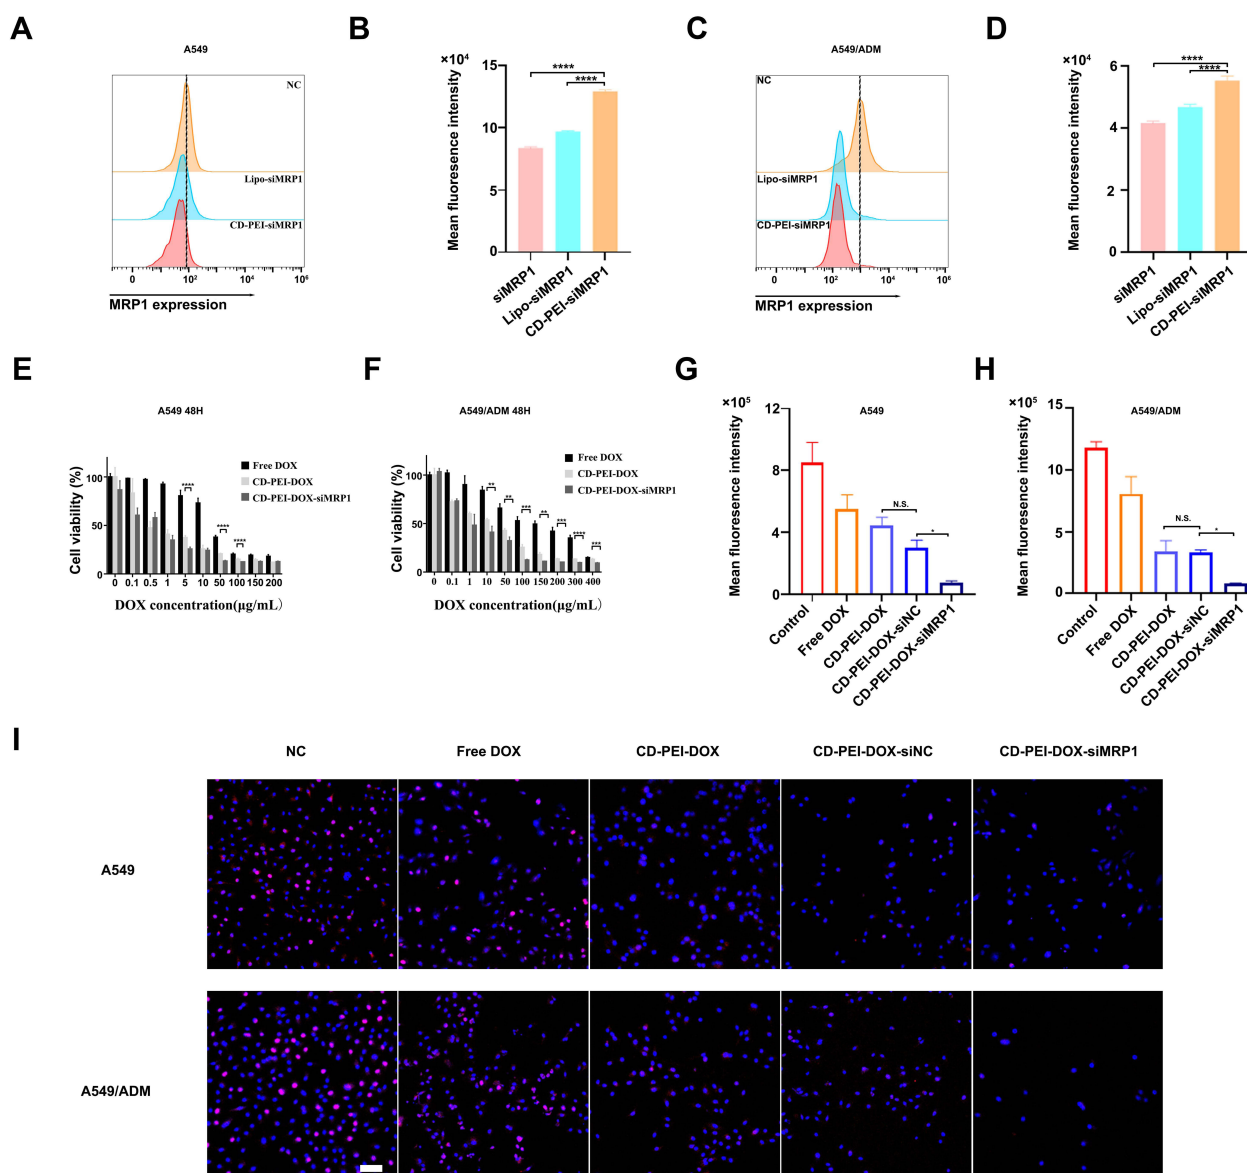 A
A549
NC
Lipo-siMRP1
CD-PEI-siMRP1
0
10²
10⁴
10⁶
MRP1 expression
B
×10⁴
Mean fluoresence intensity
15
10
5
0
****
****
siMRP1
Lipo-siMRP1
CD-PEI-siMRP1
C
A549/ADM
NC
Lipo-siMRP1
CD-PEI-siMRP1
0
10²
10⁴
10⁶
MRP1 expression
D
×10⁴
Mean fluoresence intensity
6
4
2
0
****
****
siMRP1
Lipo-siMRP1
CD-PEI-siMRP1
E
A549 48H
Cell viability (%)
100
50
0
Free DOX
CD-PEI-DOX
CD-PEI-DOX-siMRP1
****
****
****
0 0.1 0.5 1 5 10 50 100 150 200
DOX concentration(μg/mL)
F
A549/ADM 48H
Cell viability (%)
100
50
0
Free DOX
CD-PEI-DOX
CD-PEI-DOX-siMRP1
**
**
***
**
***
****
***
0 0.1 1 10 50 100 150 200 300 400
DOX concentration(μg/mL)
G
×10⁵
A549
Mean fluoresence intensity
12
8
4
0
N.S.
*
Control
Free DOX
CD-PEI-DOX
CD-PEI-DOX-siNC
CD-PEI-DOX-siMRP1
H
×10⁵
A549/ADM
Mean fluoresence intensity
15
10
5
0
N.S.
*
Control
Free DOX
CD-PEI-DOX
CD-PEI-DOX-siNC
CD-PEI-DOX-siMRP1
I
NC
Free DOX
CD-PEI-DOX
CD-PEI-DOX-siNC
CD-PEI-DOX-siMRP1
A549
A549/ADM